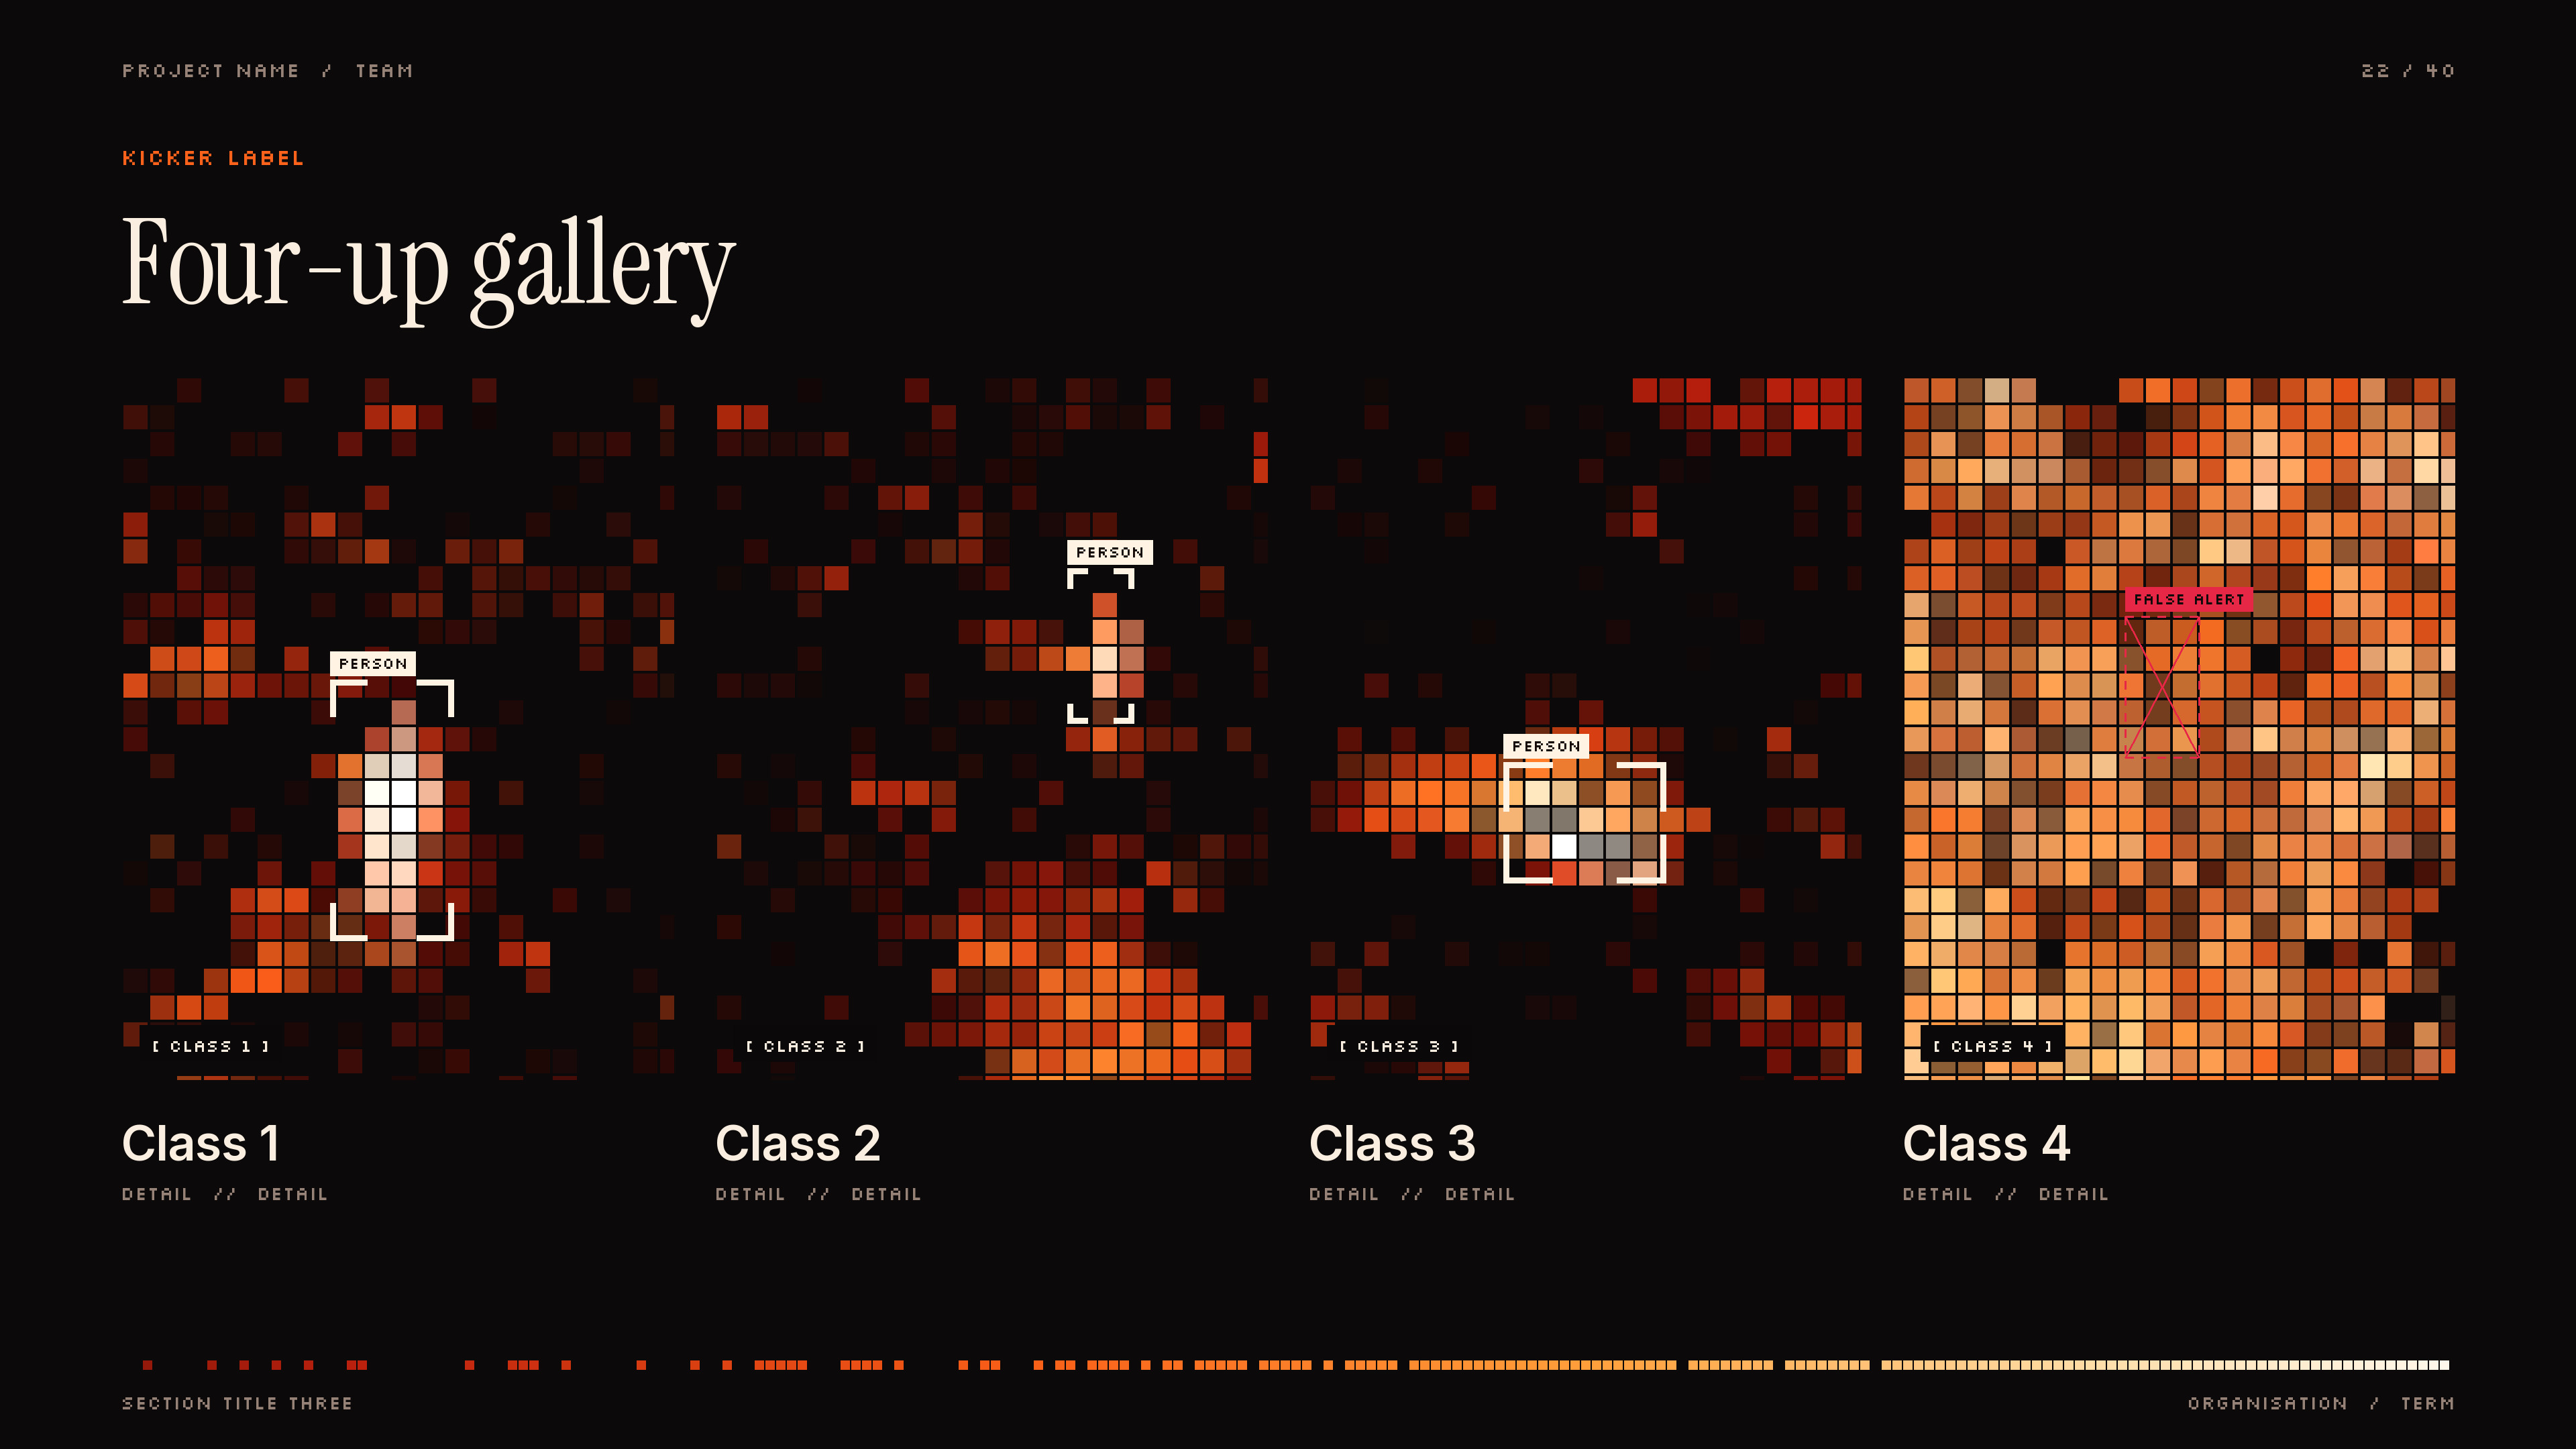 PROJECT NAME / TEAM
22 / 40
KICKER LABEL
Four-up gallery
PERSON
[ CLASS 1 ]
PERSON
[ CLASS 2 ]
PERSON
[ CLASS 3 ]
FALSE ALERT
[ CLASS 4 ]
Class 1
DETAIL // DETAIL
Class 2
DETAIL // DETAIL
Class 3
DETAIL // DETAIL
Class 4
DETAIL // DETAIL
SECTION TITLE THREE
ORGANISATION / TERM